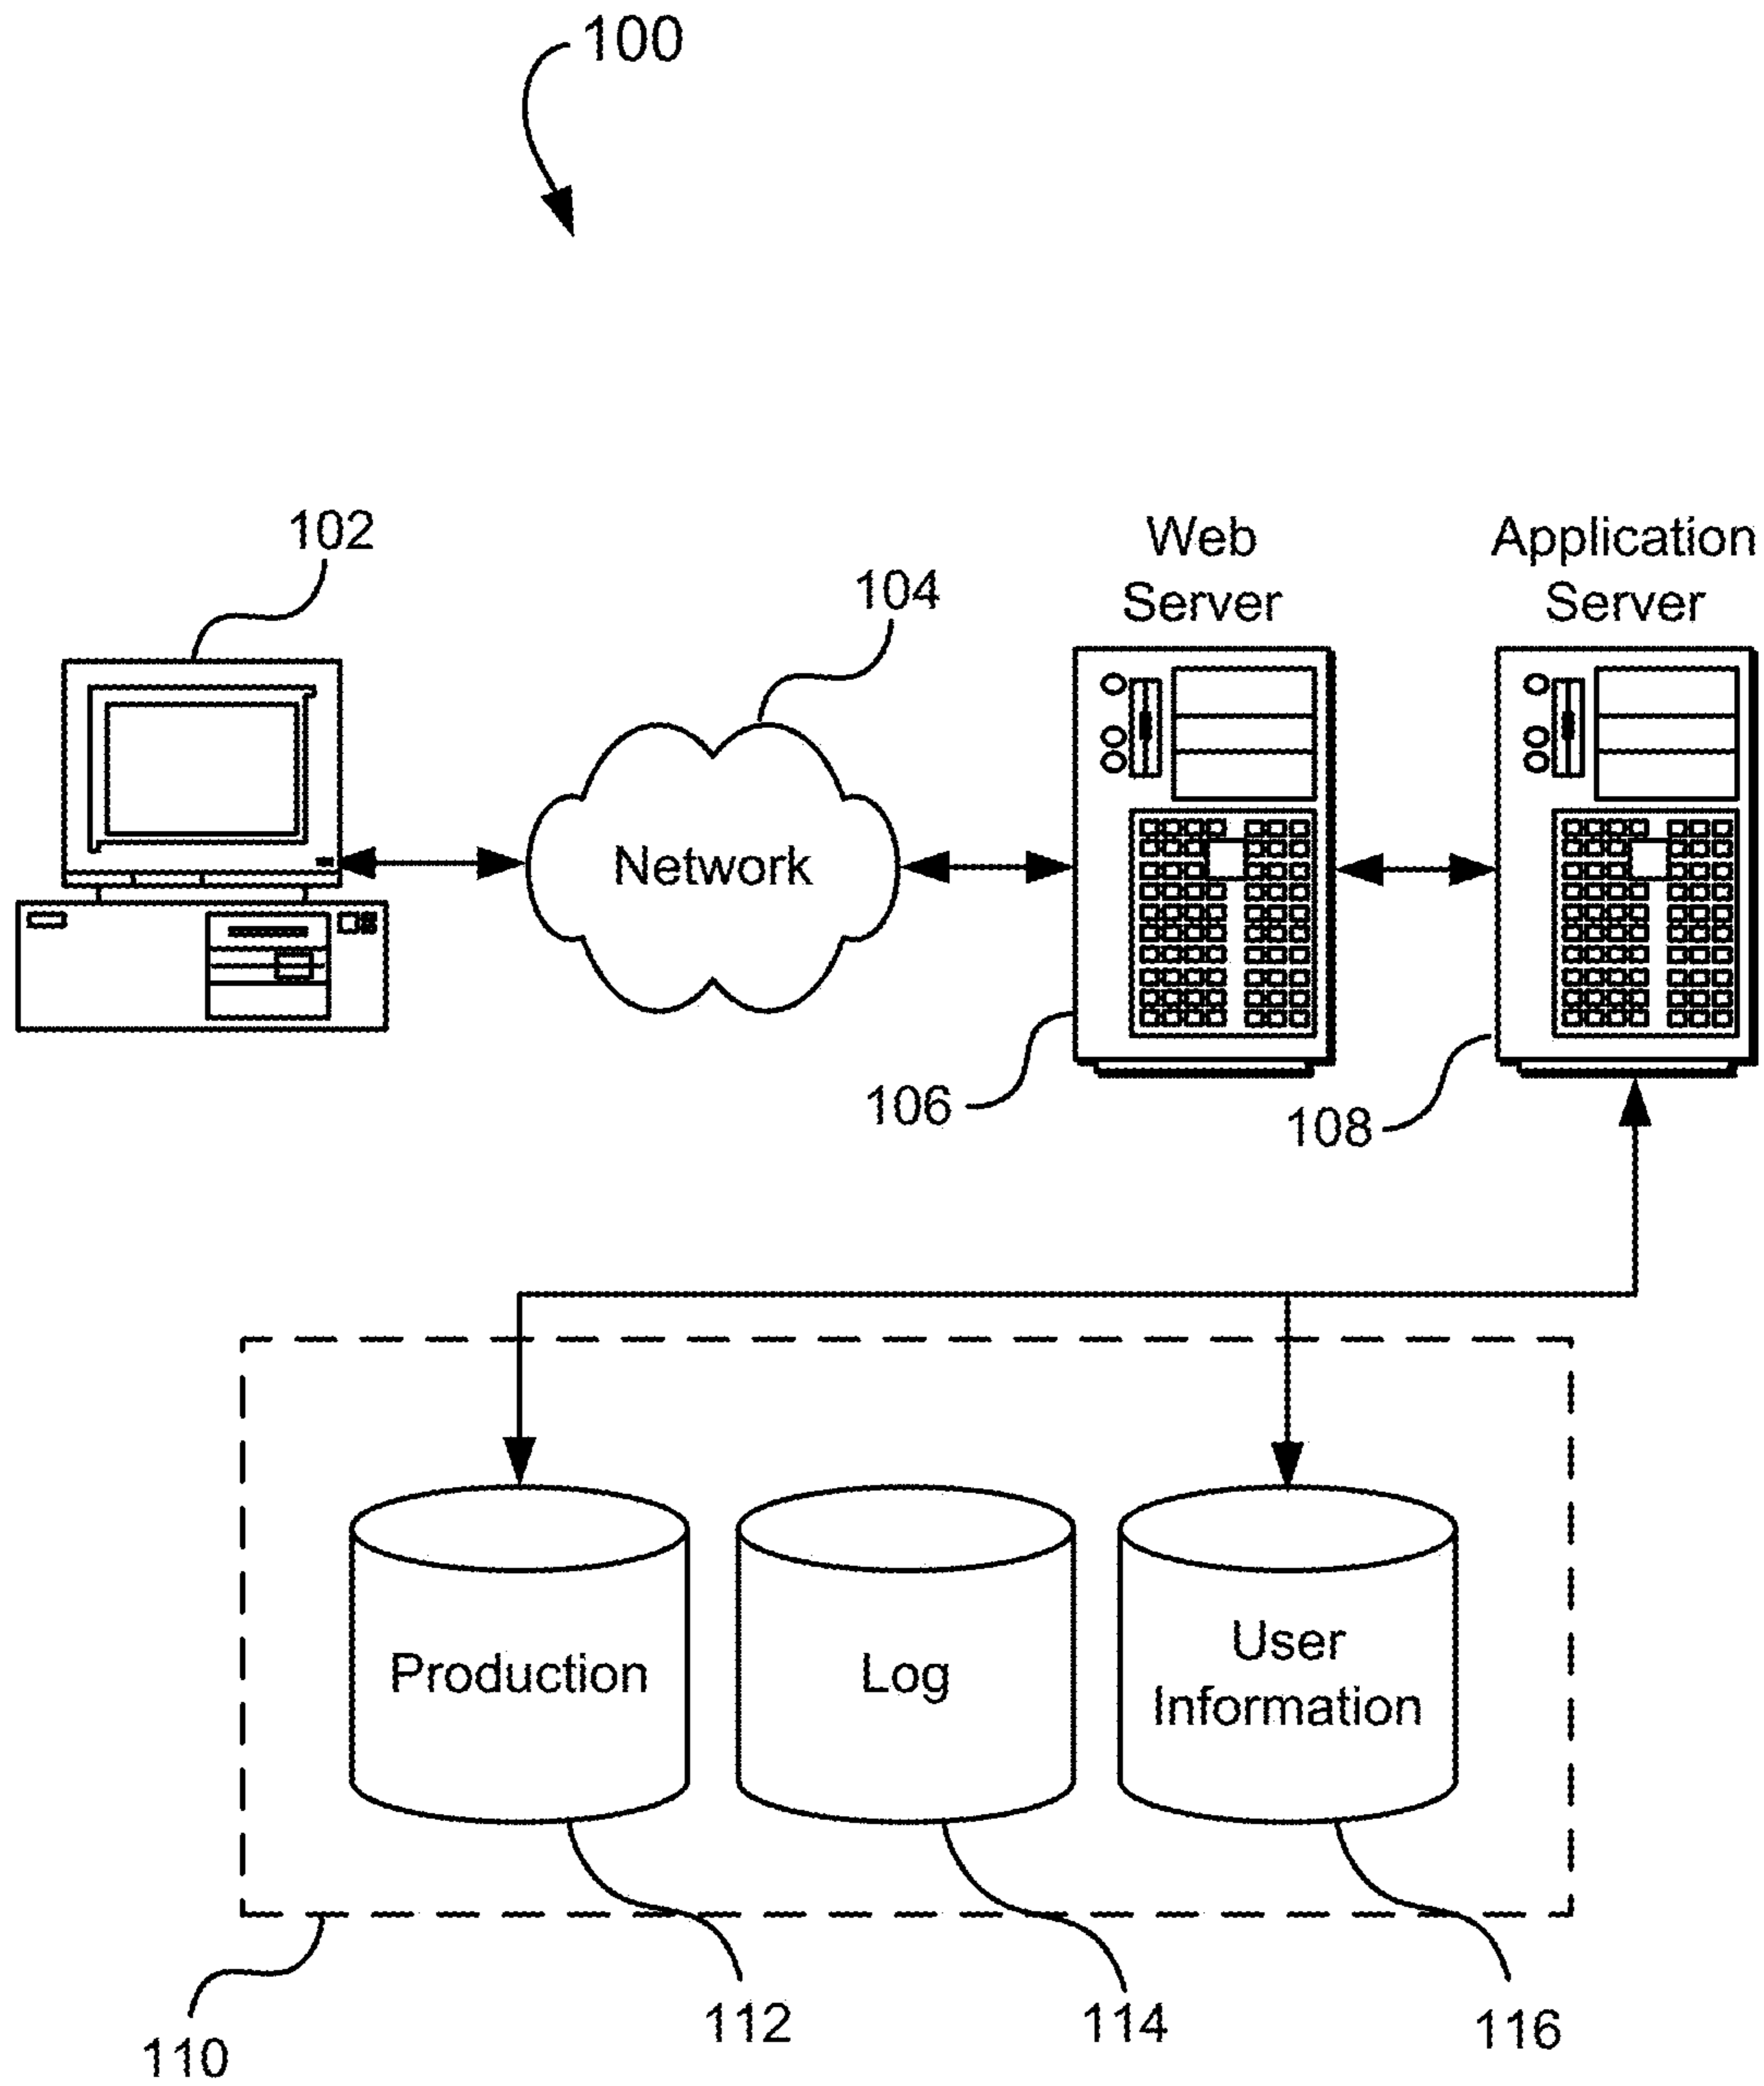 100
102
104
Web
Server
Application
Server
Network
106
108
Production
Log
User
Information
110
112
114
116